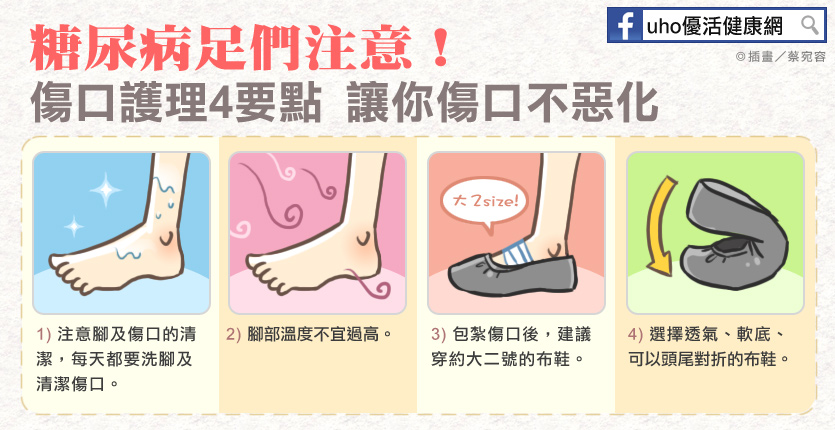 糖尿病足們注意！
uho優活健康網
◎插畫／蔡宛容
傷口護理4要點 讓你傷口不惡化
大2size!
1) 注意腳及傷口的清
潔，每天都要洗腳及
清潔傷口。
2) 腳部溫度不宜過高。
3) 包紮傷口後，建議
穿約大二號的布鞋。
4) 選擇透氣、軟底、
可以頭尾對折的布鞋。